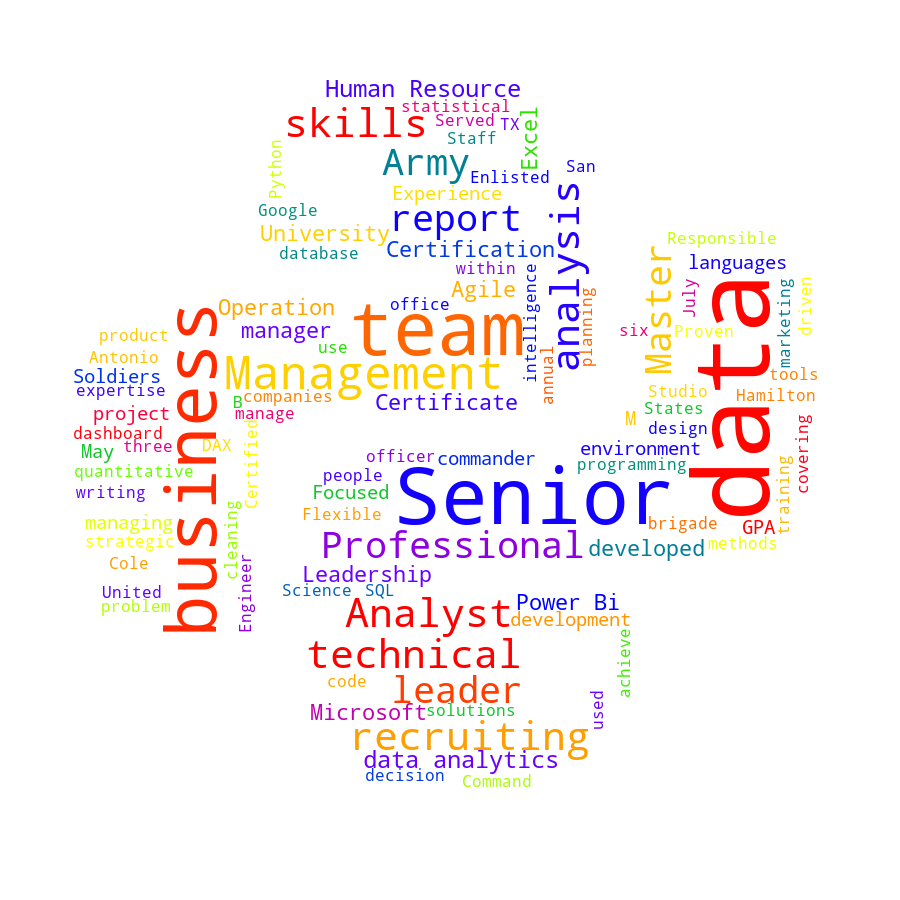 Human Resource
statistical
skills
Served
TX
Excel
Staff
Python
Army
San
Enlisted
analysis
Experience
Google
report
University
Responsible
Certification
database
Master
languages
within
intelligence
data
July
marketing
driven
Agile
planning
Operation
office
team
business
manager
six
Proven
product
use
annual
Antonio
Management
Soldiers
tools
expertise
Studio
Hamilton
B
companies
Certificate
States
project
manage
M
covering
dashboard
DAX
Certified
design
May
three
environment
officer
commander
programming
training
quantitative
people
Senior
writing
Focused
cleaning
Flexible
managing
brigade
GPA
strategic
Professional
developed
methods
Engineer
Cole
Leadership
United
Science
SQL
problem
Analyst
Power Bi
development
achieve
technical
code
leader
used
Microsoft
solutions
recruiting
data analytics
decision
Command